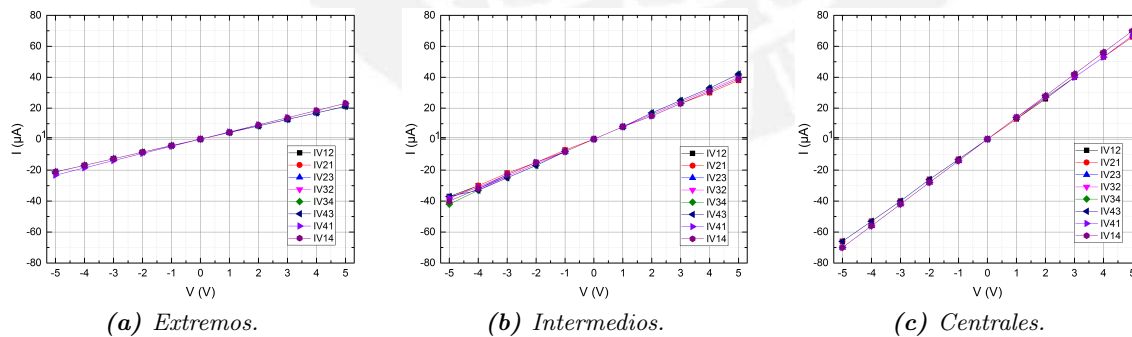 80
60
40
20
0
-20
-40
-60
-80
1
I (µA)
IV12
IV21
IV23
IV32
IV34
IV43
IV41
IV14
-5 -4 -3 -2 -1 0 1 2 3 4 5
V (V)
(a) Extremos.
80
60
40
20
0
-20
-40
-60
-80
1
I (µA)
IV12
IV21
IV23
IV32
IV34
IV43
IV41
IV14
-5 -4 -3 -2 -1 0 1 2 3 4 5
V (V)
(b) Intermedios.
80
60
40
20
0
-20
-40
-60
-80
1
I (µA)
IV12
IV21
IV23
IV32
IV34
IV43
IV41
IV14
-5 -4 -3 -2 -1 0 1 2 3 4 5
V (V)
(c) Centrales.